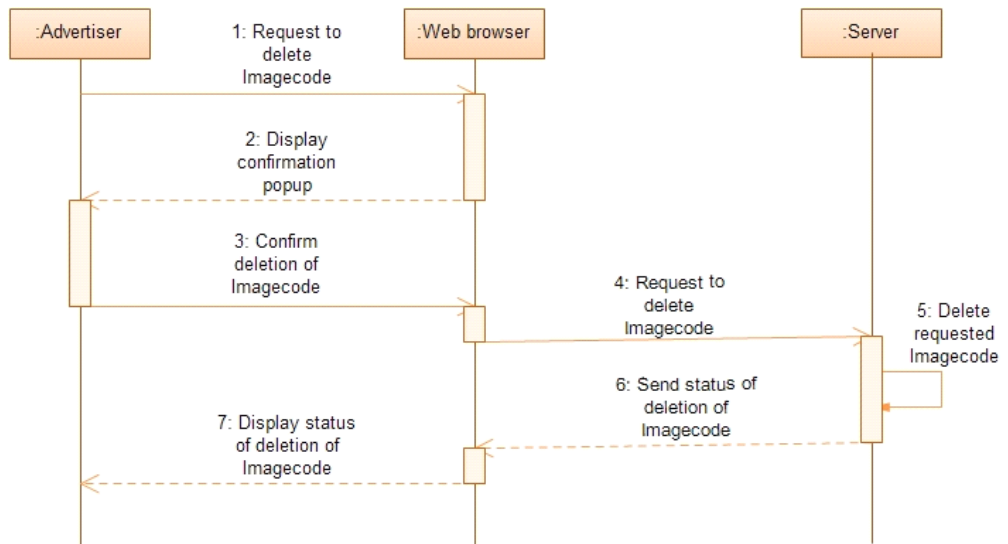 :Advertiser
:Web browser
:Server
1: Request to
delete
Imagecode
2: Display
confirmation
popup
3: Confirm
deletion of
Imagecode
4: Request to
delete
Imagecode
5: Delete
requested
Imagecode
6: Send status of
deletion of
Imagecode
7: Display status
of deletion of
Imagecode